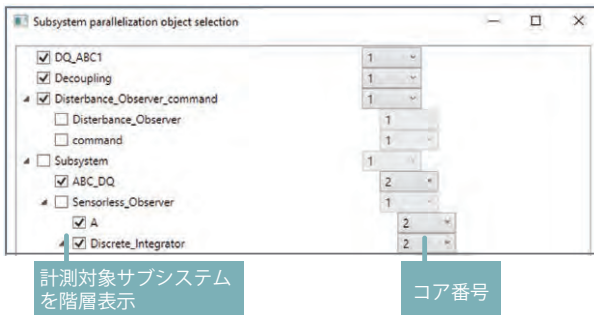 Subsystem parallelization object selection
DQ_ABC1 1
Decoupling 1
Disterbance_Observer_command 1
Disterbance_Observer 1
command 1
Subsystem 1
ABC_DQ 2
Sensorless_Observer 1
A 2
Discrete_Integrator 2
計測対象サブシステム
を階層表示
コア番号